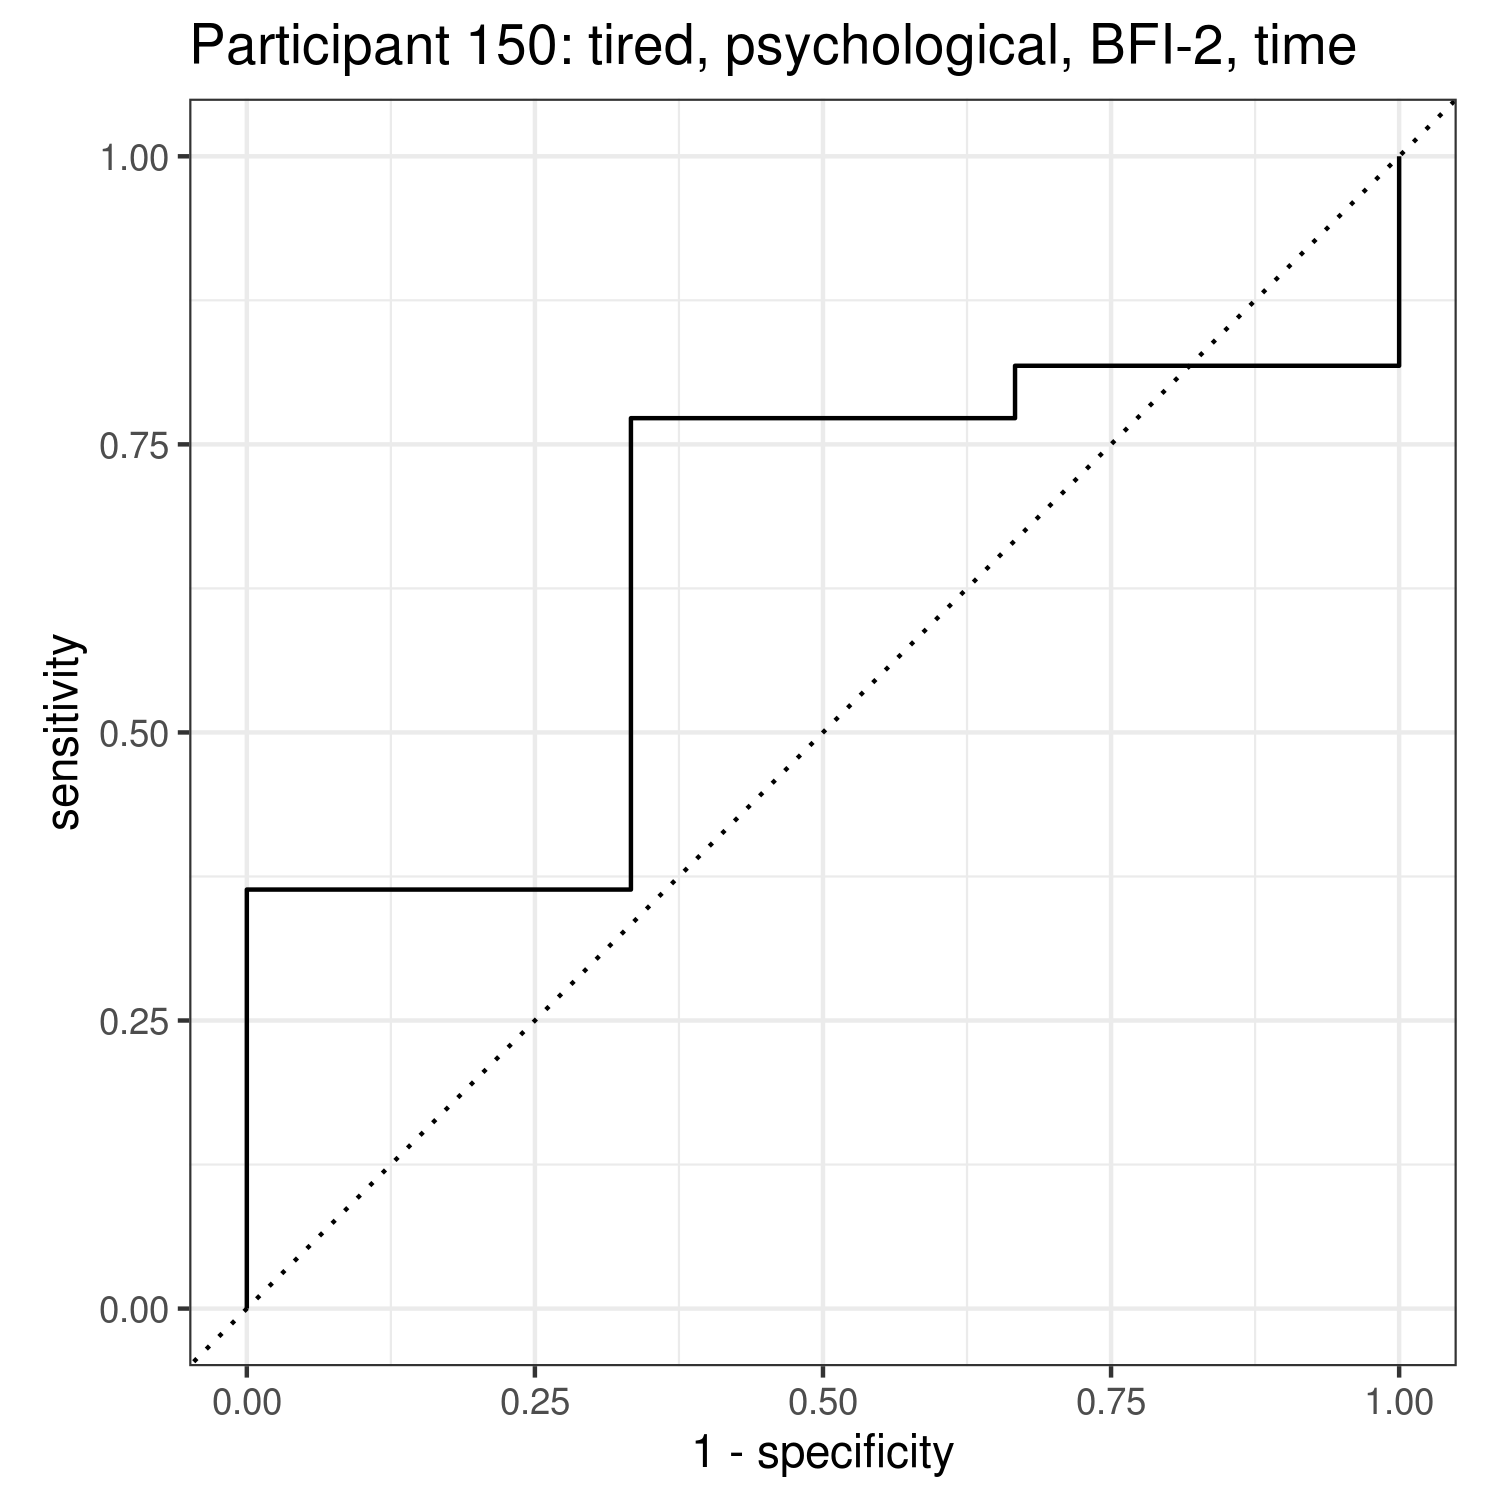 Participant 150: tired, psychological, BFI-2, time
1.00
0.75
0.50
0.25
0.00
sensitivity
0.00 0.25 0.50 0.75 1.00
1 - specificity